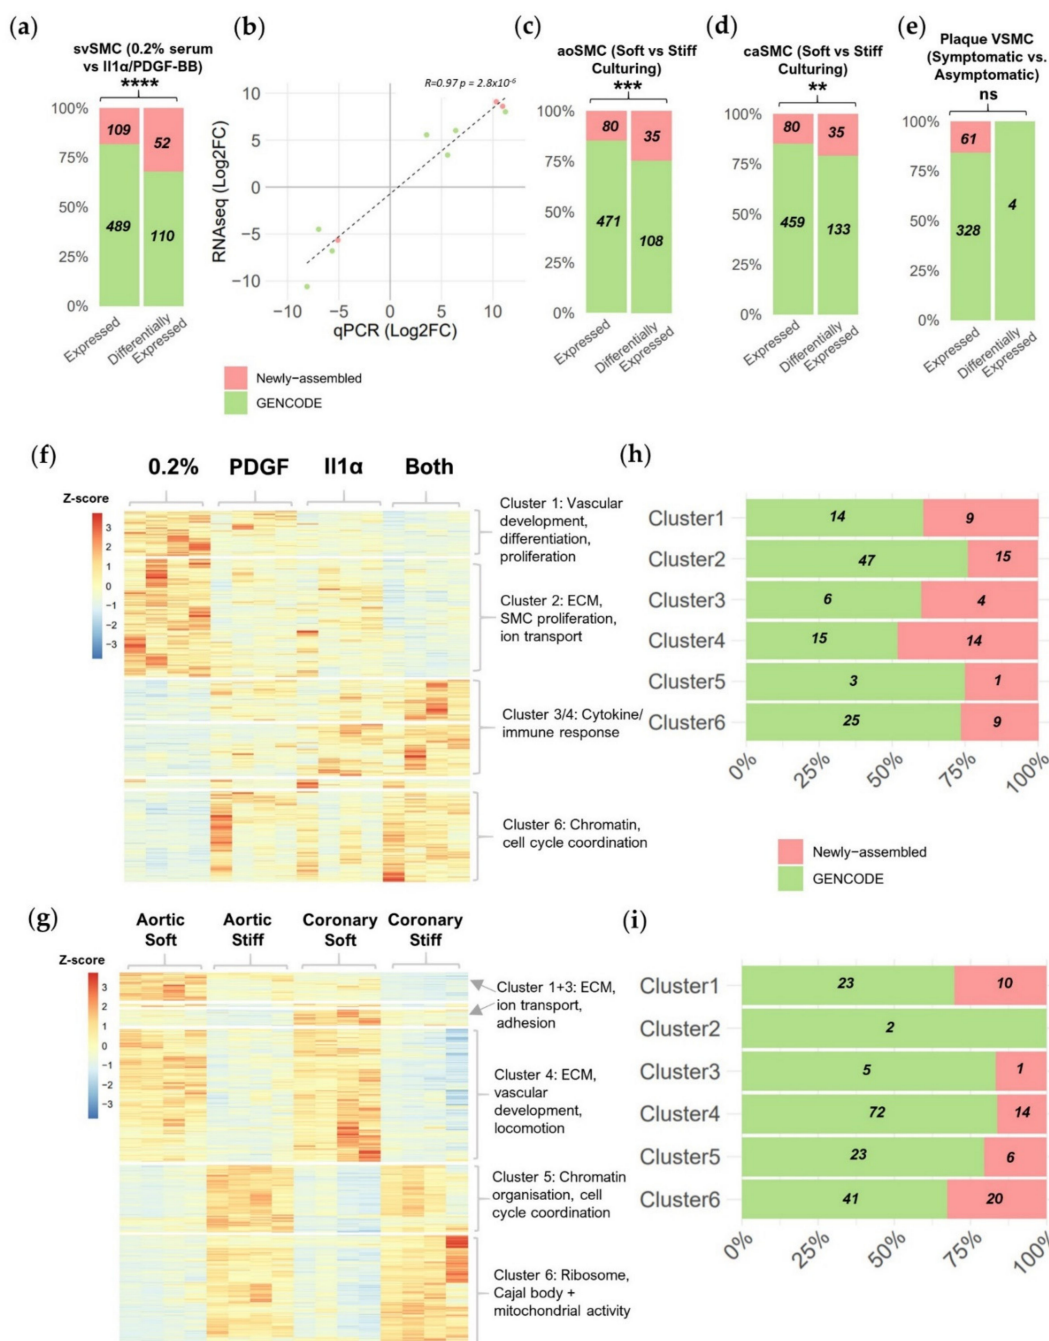 (a)
svSMC (0.2% serum
vs Il1α/PDGF-BB)
****
100%
75%
50%
25%
0%
109
52
489
110
Expressed
Differentially
Expressed
(b)
R=0.97 p = 2.8x10⁻⁶
RNAseq (Log2FC)
10
5
0
−5
−10
−10
−5
0
5
10
qPCR (Log2FC)
(c)
aoSMC (Soft vs Stiff
Culturing)
***
100%
75%
50%
25%
0%
80
35
471
108
Expressed
Differentially
Expressed
(d)
caSMC (Soft vs Stiff
Culturing)
**
100%
75%
50%
25%
0%
80
35
459
133
Expressed
Differentially
Expressed
(e)
Plaque VSMC
(Symptomatic vs.
Asymptomatic)
ns
100%
75%
50%
25%
0%
61
328
4
Expressed
Differentially
Expressed
Newly−assembled
GENCODE
(f)
0.2% PDGF Il1α Both
Z-score
3
2
1
0
−1
−2
−3
Cluster 1: Vascular
development,
differentiation,
proliferation
Cluster 2: ECM,
SMC proliferation,
ion transport
Cluster 3/4: Cytokine/
immune response
Cluster 6: Chromatin,
cell cycle coordination
(h)
Cluster1 14 9
Cluster2 47 15
Cluster3 6 4
Cluster4 15 14
Cluster5 3 1
Cluster6 25 9
0% 25% 50% 75% 100%
Newly−assembled
GENCODE
(g)
Aortic Aortic Coronary Coronary
Soft Stiff Soft Stiff
Z-score
3
2
1
0
−1
−2
−3
Cluster 1+3: ECM,
ion transport,
adhesion
Cluster 4: ECM,
vascular
development,
locomotion
Cluster 5: Chromatin
organisation, cell
cycle coordination
Cluster 6: Ribosome,
Cajal body +
mitochondrial activity
(i)
Cluster1 23 10
Cluster2 2
Cluster3 5 1
Cluster4 72 14
Cluster5 23 6
Cluster6 41 20
0% 25% 50% 75% 100%